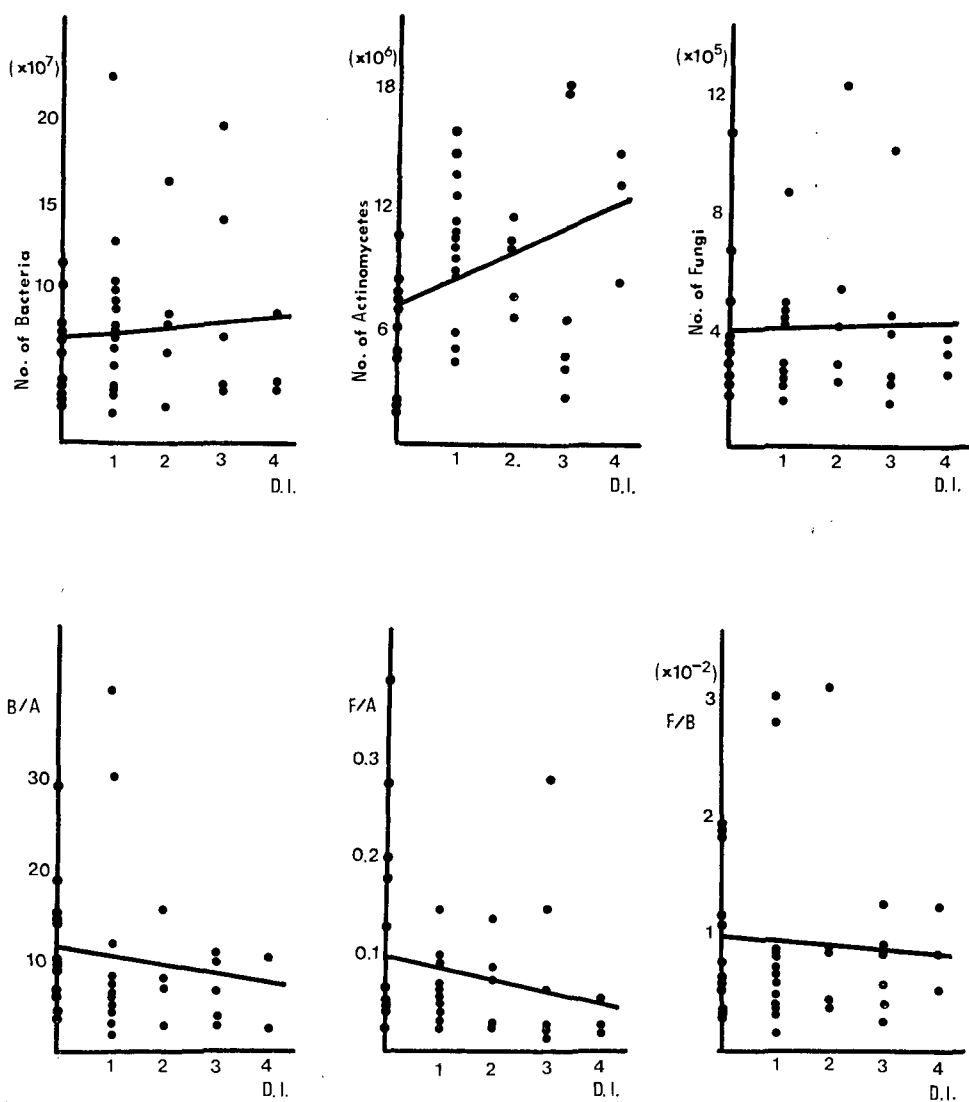 (x10⁷)
20
15
10
No. of Bacteria
1 2 3 4
D.I.
(x10⁶)
18
12
6
No. of Actinomycetes
1 2. 3 4
D.I.
(x10⁵)
12
8
4
No. of Fungi
1 2 3 4
D.I.
B/A
30
20
10
1 2 3 4
D.I.
F/A
0.3
0.2
0.1
1 2 3 4
D.I.
(x10⁻²)
3
F/B
2
1
1 2 3 4
D.I.